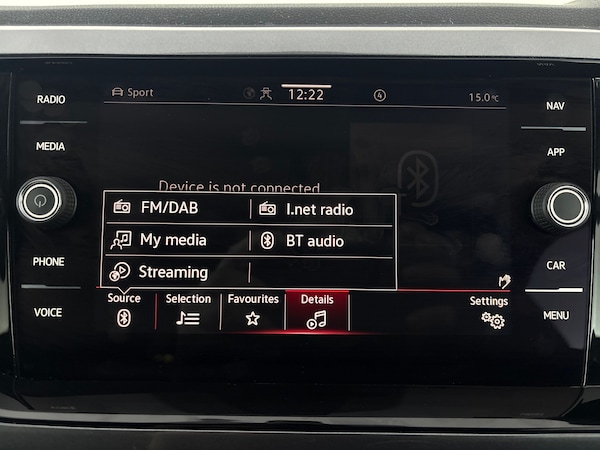 RADIO
MEDIA
PHONE
VOICE
Sport
12:22
4
15.0°C
Device is not connected
FM/DAB
I.net radio
My media
BT audio
Streaming
Source
Selection
Favourites
Details
Settings
NAV
APP
CAR
MENU